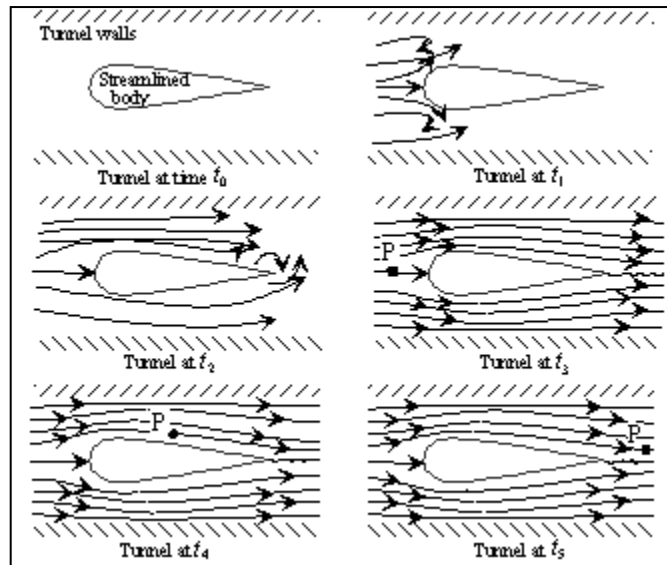 Tunnel walls
Streamlined
body
Tunnel at time t₀
Tunnel at t₁
P
Tunnel at t₂
Tunnel at t₃
P
P
Tunnel at t₄
Tunnel at t₅